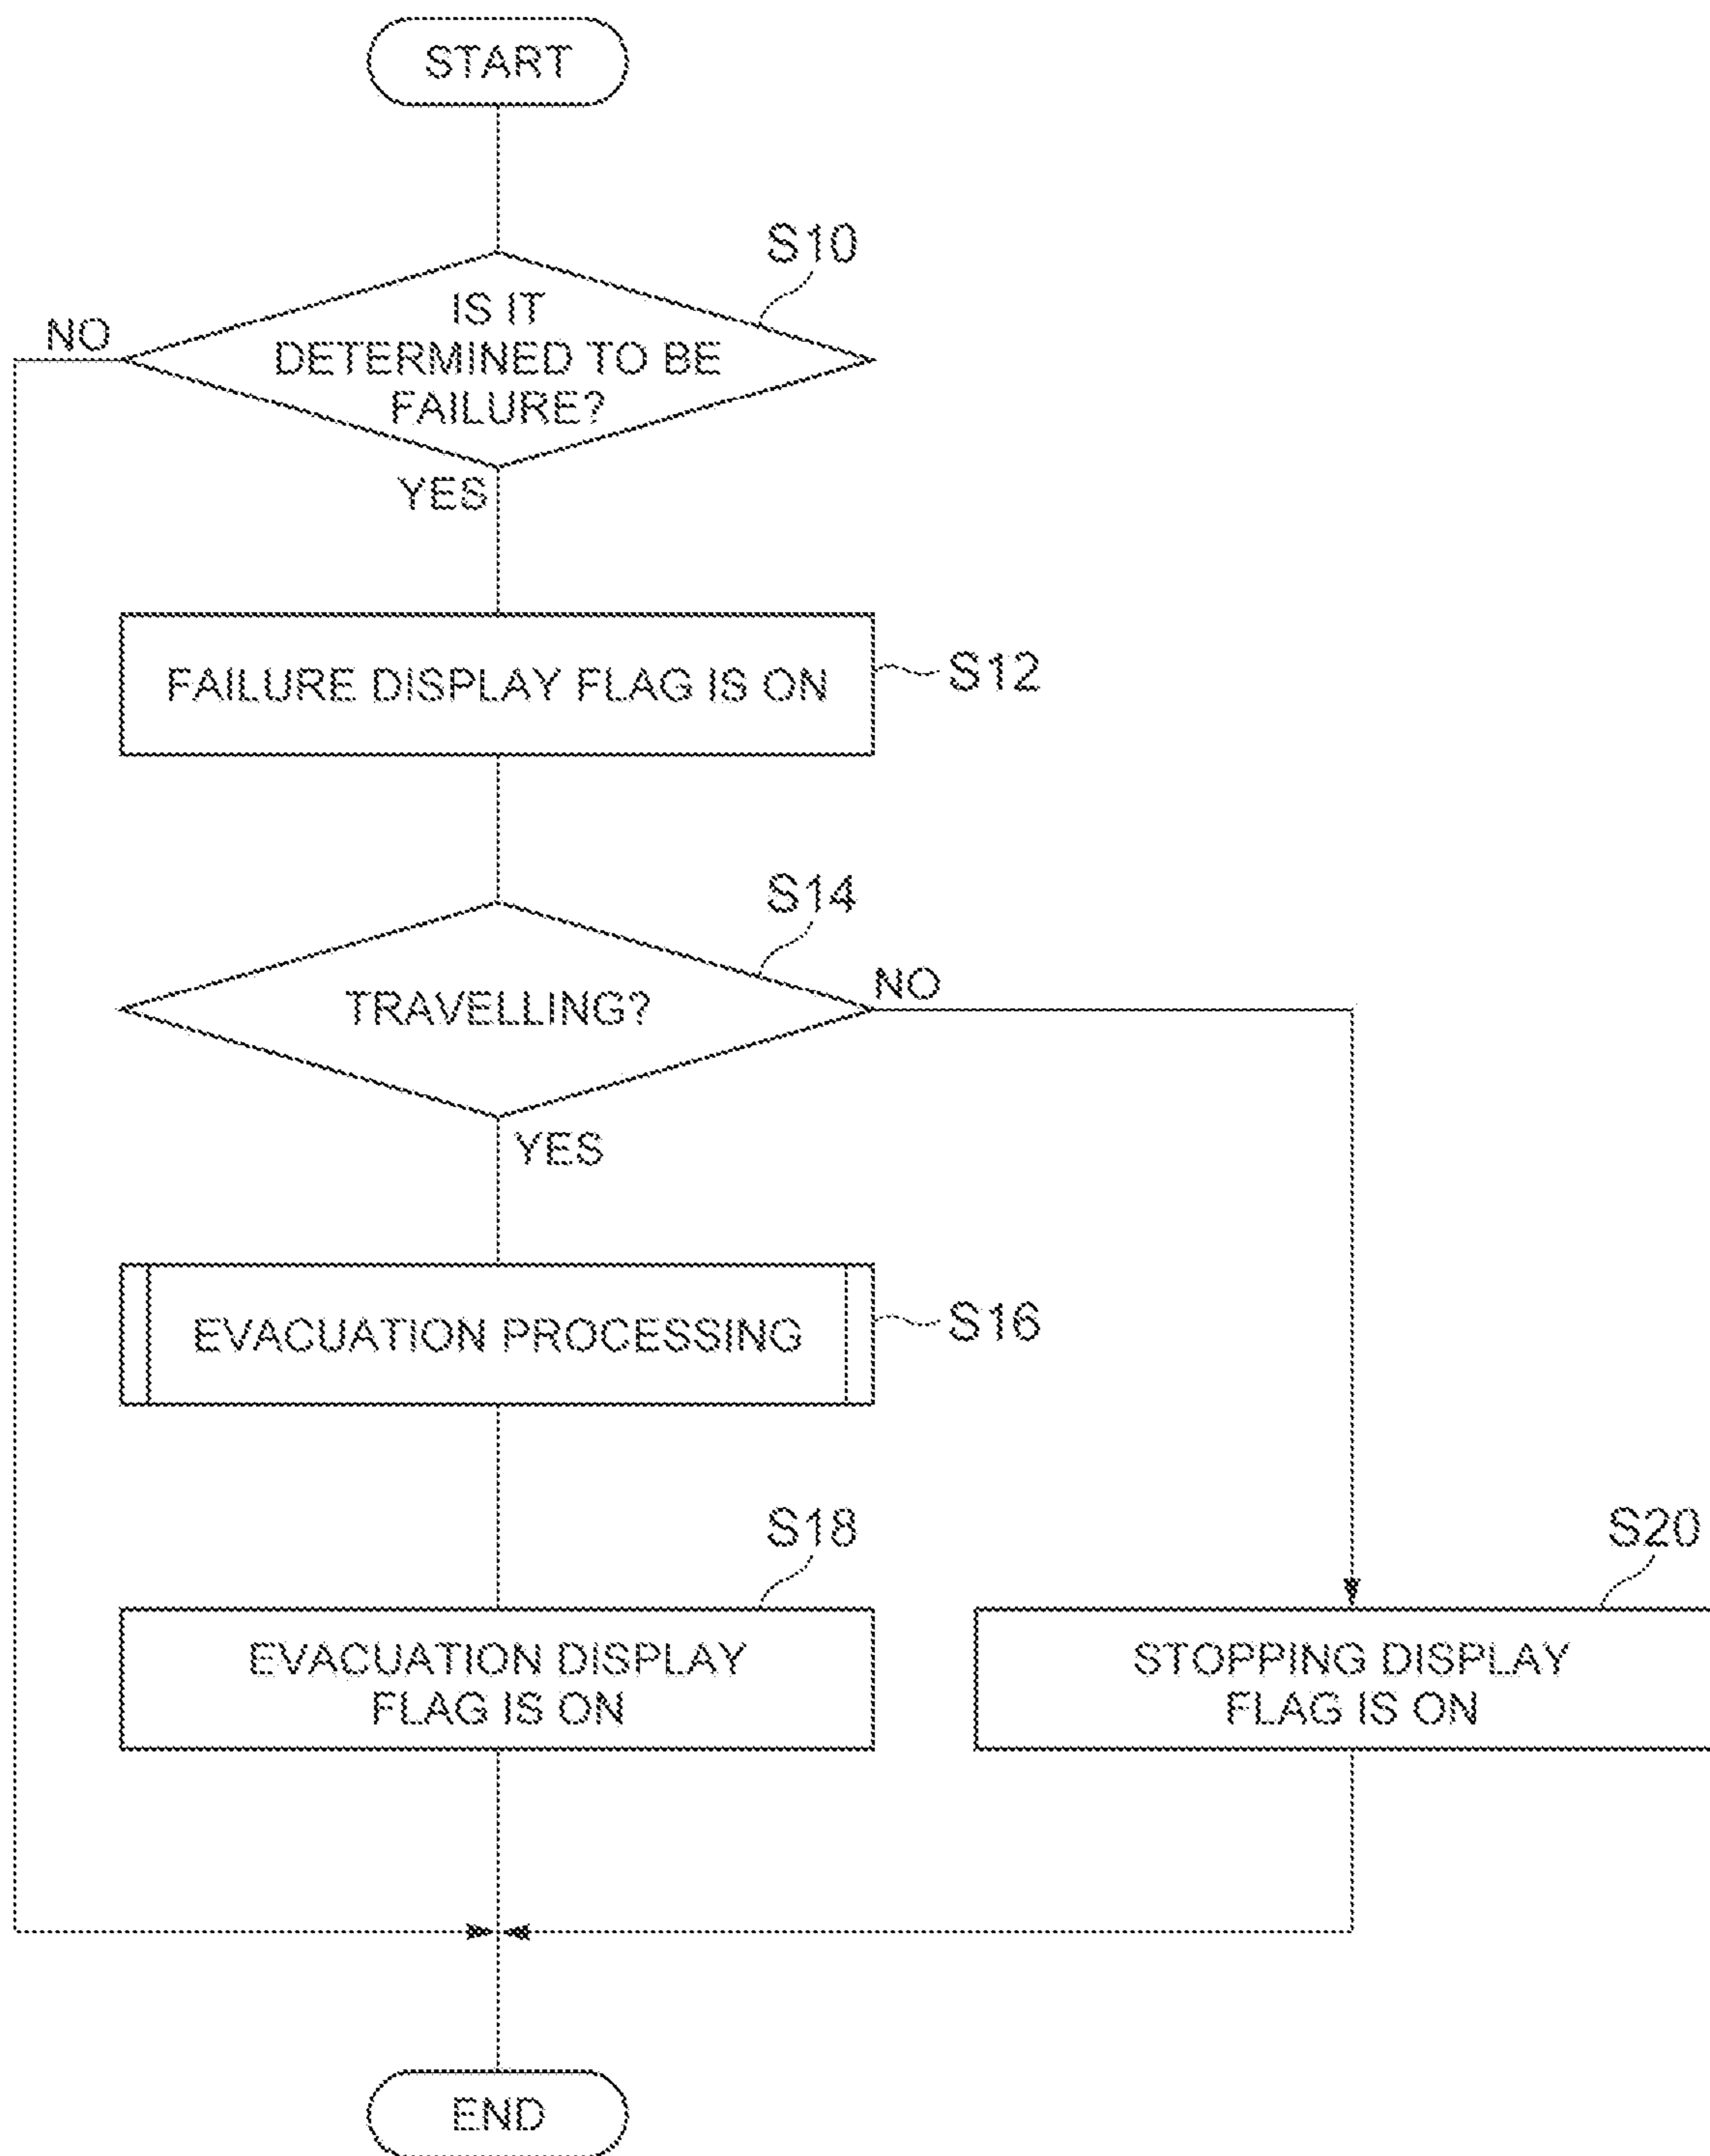 START
S10
IS IT
DETERMINED TO BE
FAILURE?
NO
YES
FAILURE DISPLAY FLAG IS ON
S12
S14
TRAVELLING?
NO
YES
EVACUATION PROCESSING
S16
S18
EVACUATION DISPLAY
FLAG IS ON
S20
STOPPING DISPLAY
FLAG IS ON
END